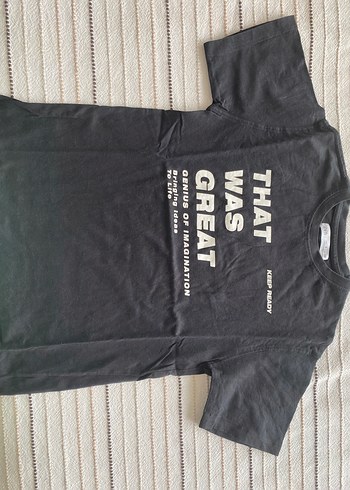 KEEP READY
THAT
WAS
GREAT
GENIUS OF IMAGINATION
Bringing Ideas
To Life